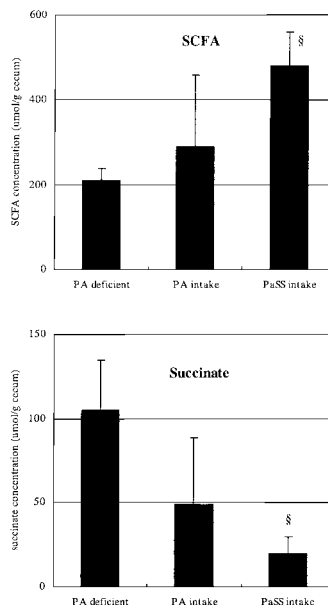 600
SCFA
§
400
200
0
SCFA concentration (umol/g cecum)
PA deficient PA intake PaSS intake
150
Succinate
100
50
§
0
succinate concentration (umol/g cecum)
PA deficient PA intake PaSS intake